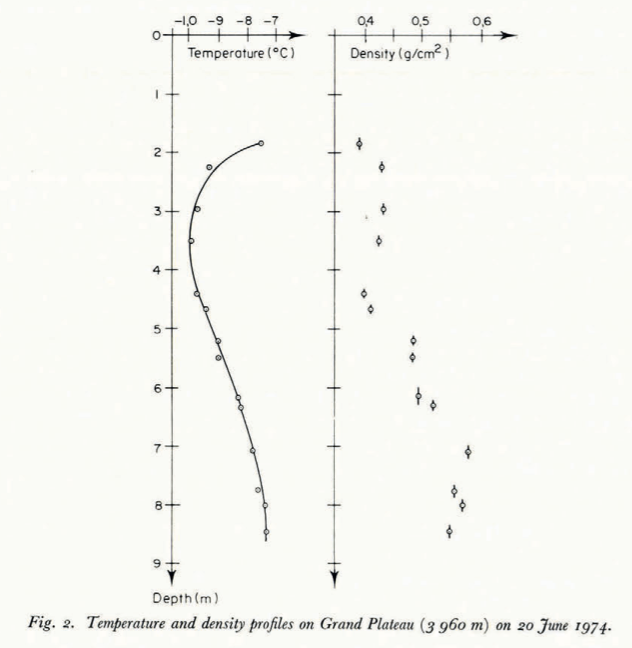 -1,0 -9 -8 -7
Temperature (°C)
0,4 0,5 0,6
Density (g/cm²)
0
1
2
3
4
5
6
7
8
9
Depth (m)
Fig. 2. Temperature and density profiles on Grand Plateau (3 960 m) on 20 June 1974.